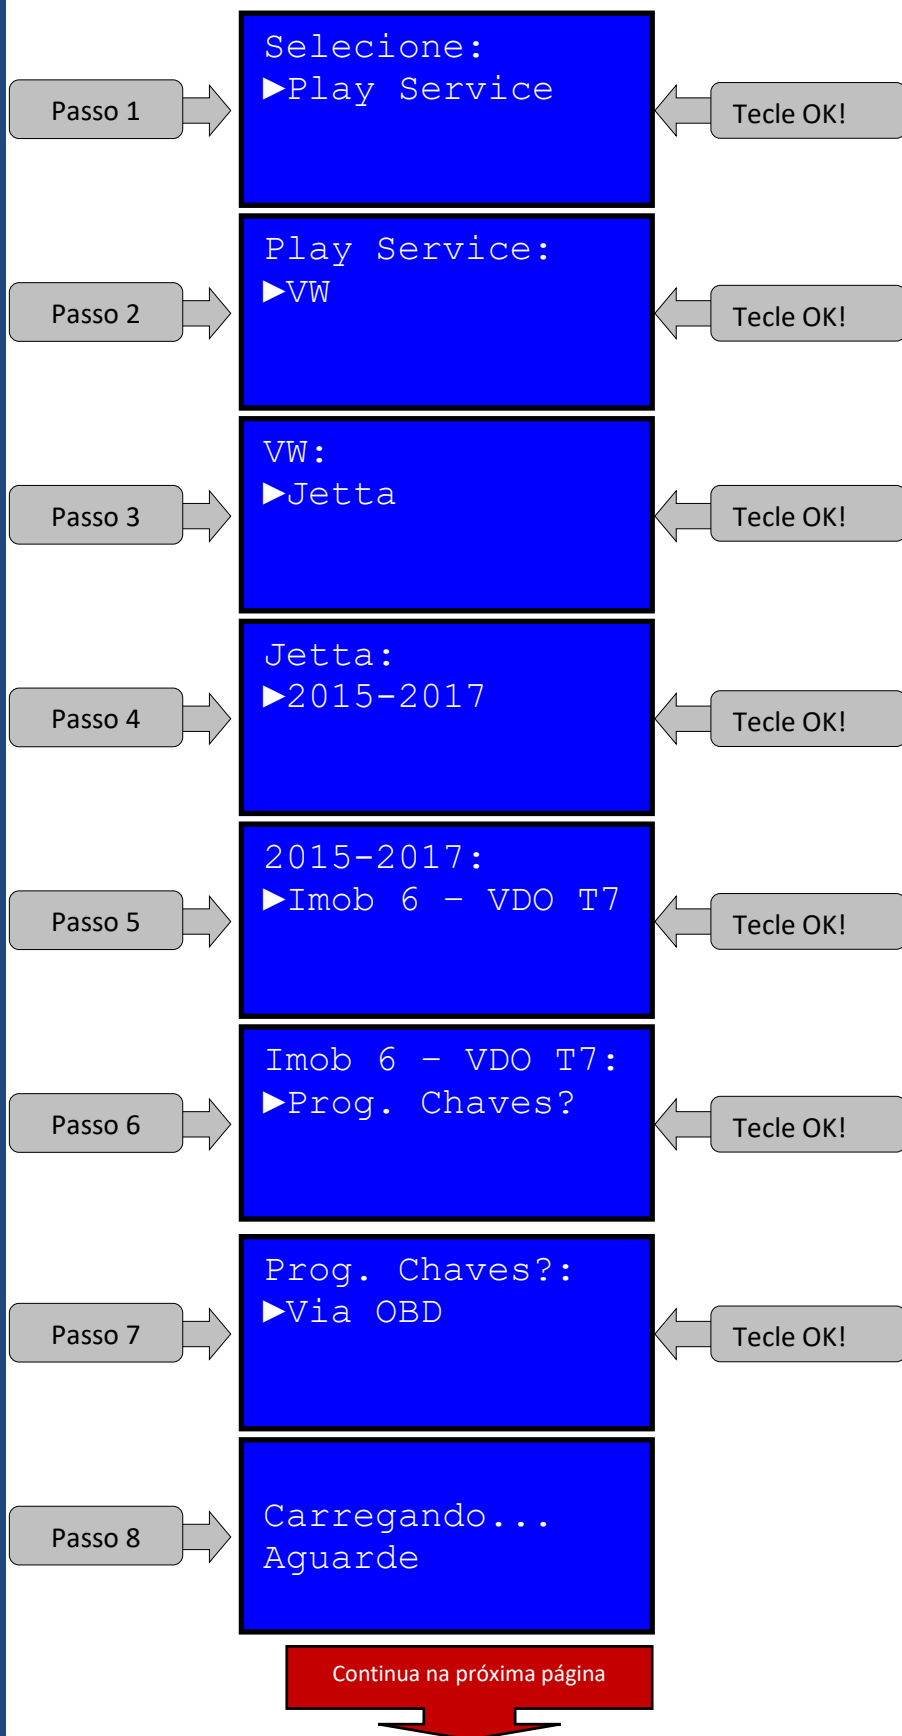 Selecione:
►Play Service
Passo 1
Tecle OK!
Play Service:
►VW
Passo 2
Tecle OK!
VW:
►Jetta
Passo 3
Tecle OK!
Jetta:
►2015-2017
Passo 4
Tecle OK!
2015-2017:
►Imob 6 – VDO T7
Passo 5
Tecle OK!
Imob 6 – VDO T7:
►Prog. Chaves?
Passo 6
Tecle OK!
Prog. Chaves?:
►Via OBD
Passo 7
Tecle OK!
Carregando...
Aguarde
Passo 8
Continua na próxima página